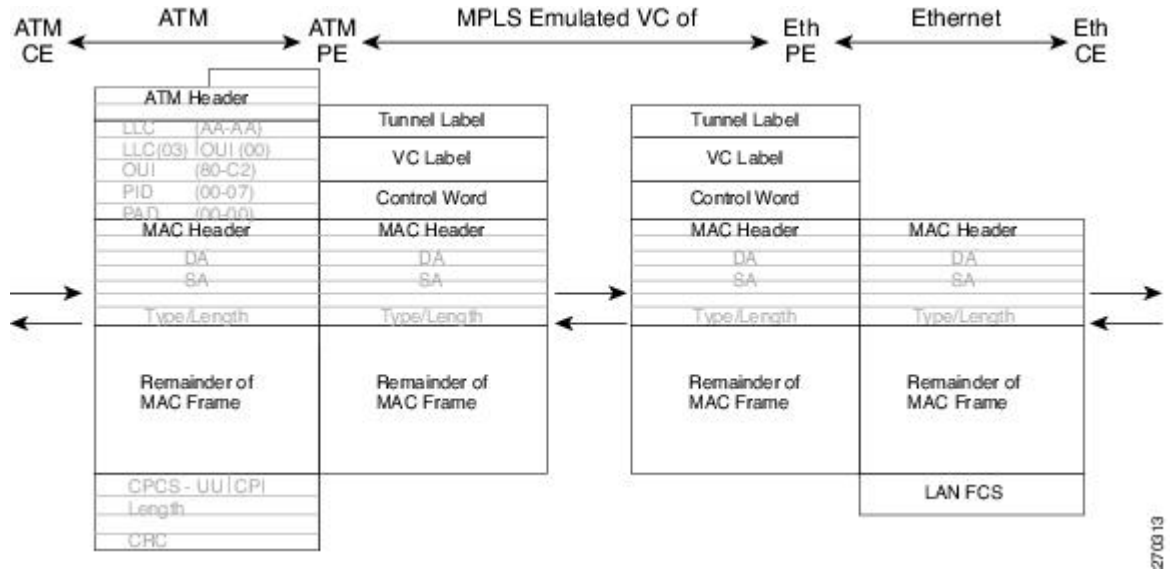 ATM CE
ATM
ATM PE
MPLS Emulated VC of
Eth PE
Ethernet
Eth CE
ATM Header
LLC (AA-AA)
LLC(03) OUI (00)
OUI (80-C2)
PID (00-07)
PAD (00-00)
MAC Header
DA
SA
Type/Length
Remainder of
MAC Frame
CPCS - UU CPI
Length
CRC
Tunnel Label
VC Label
Control Word
MAC Header
DA
SA
Type/Length
Remainder of
MAC Frame
Tunnel Label
VC Label
Control Word
MAC Header
DA
SA
Type/Length
Remainder of
MAC Frame
MAC Header
DA
SA
Type/Length
Remainder of
MAC Frame
LAN FCS
270313